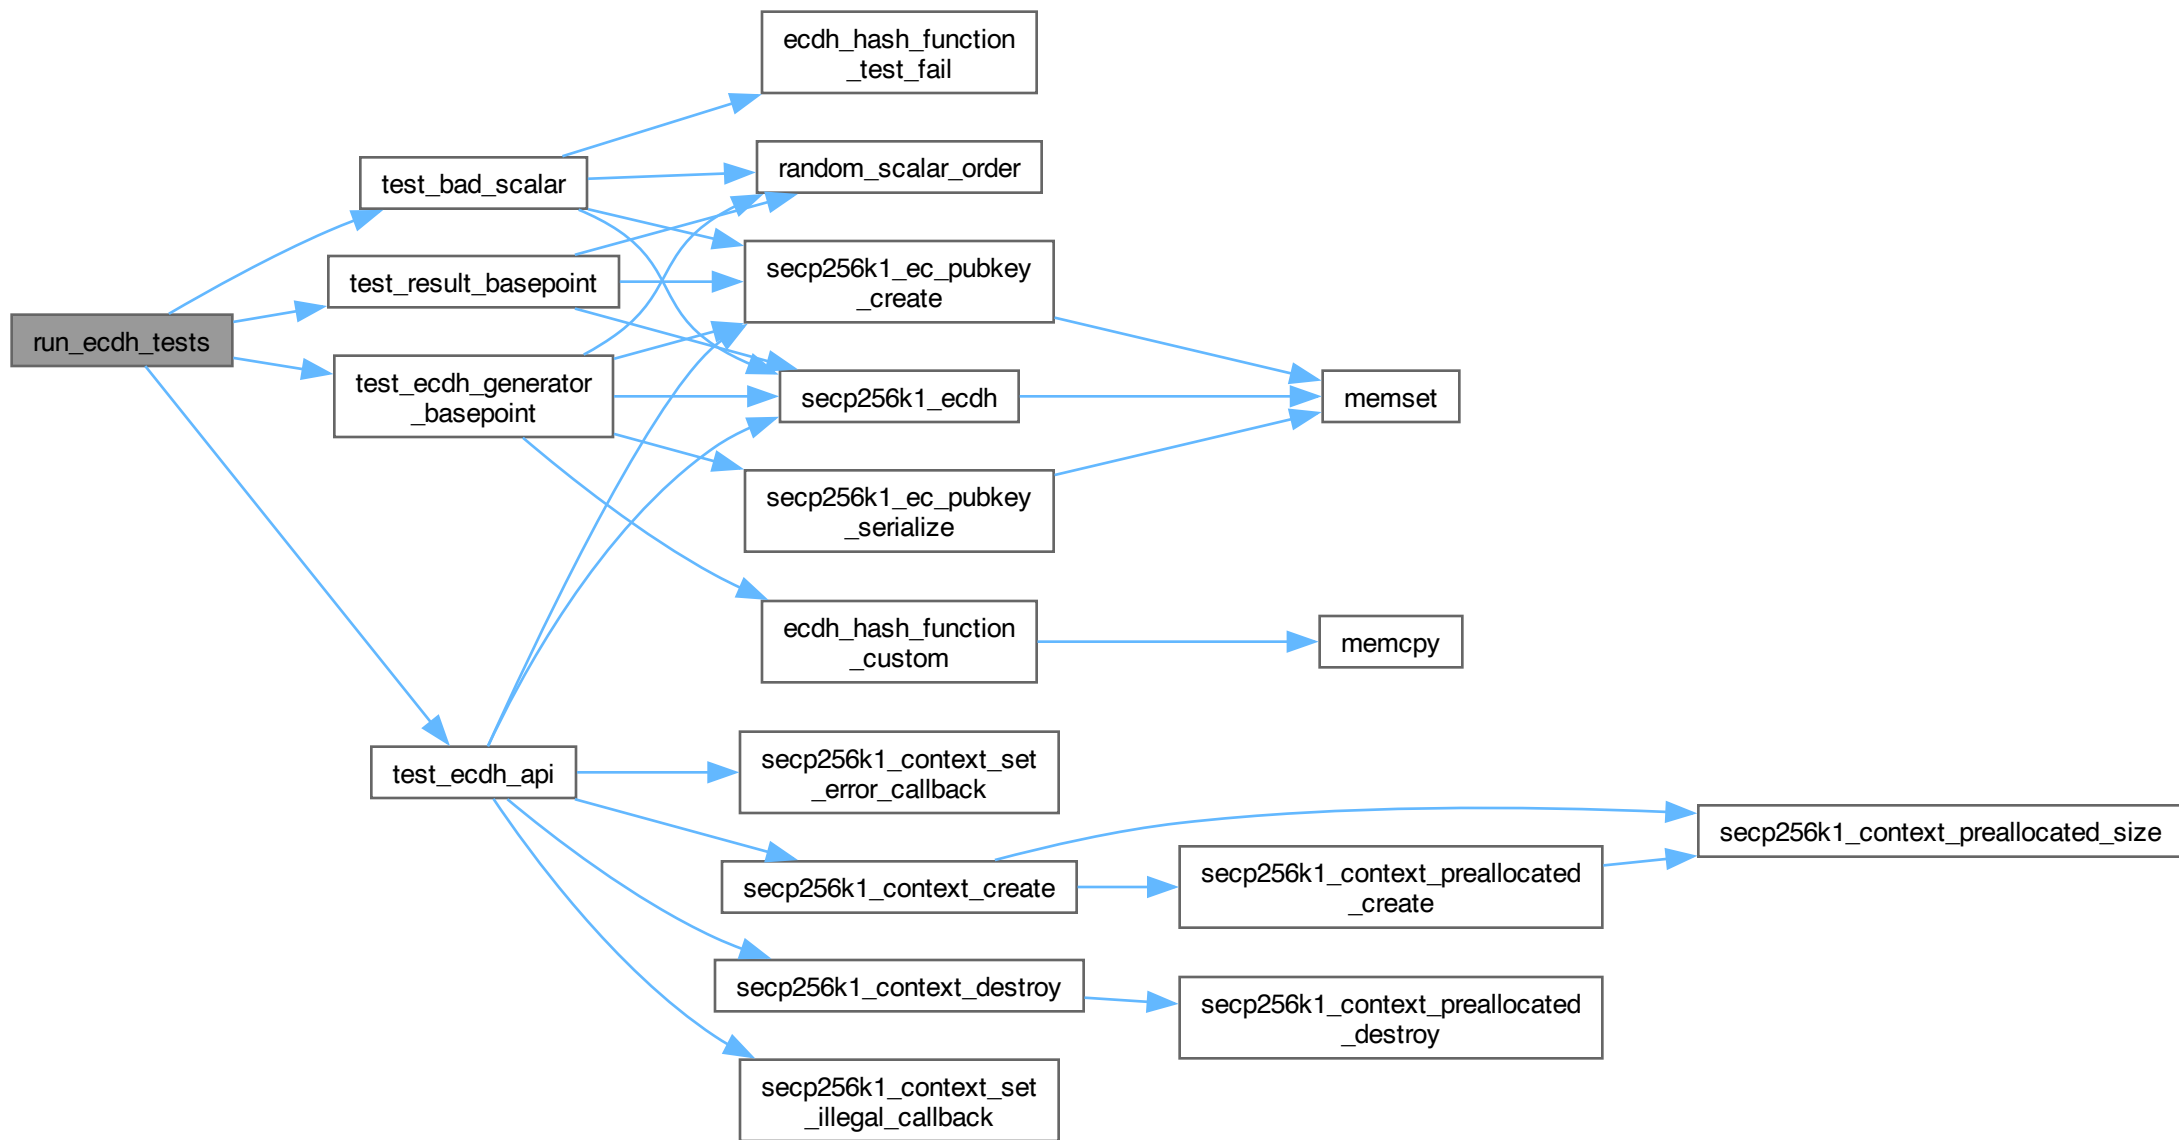 run_ecdh_tests
test_bad_scalar
test_result_basepoint
test_ecdh_generator
_basepoint
test_ecdh_api
ecdh_hash_function
_test_fail
random_scalar_order
secp256k1_ec_pubkey
_create
secp256k1_ecdh
secp256k1_ec_pubkey
_serialize
ecdh_hash_function
_custom
secp256k1_context_set
_error_callback
secp256k1_context_create
secp256k1_context_destroy
secp256k1_context_set
_illegal_callback
memset
memcpy
secp256k1_context_preallocated
_create
secp256k1_context_preallocated
_destroy
secp256k1_context_preallocated_size